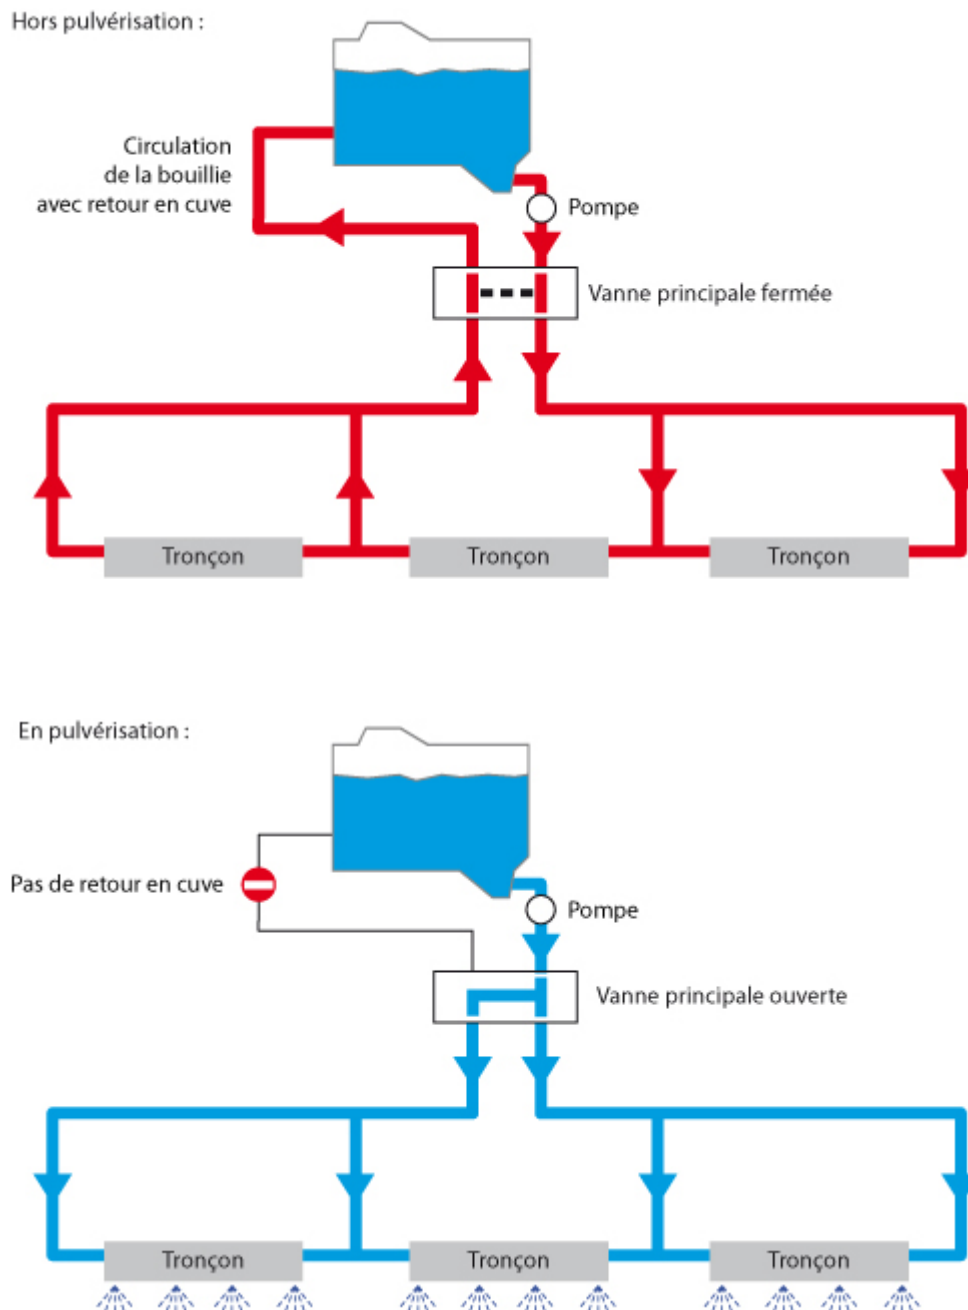 Hors pulvérisation :
Circulation
de la bouillie
avec retour en cuve
Pompe
Vanne principale fermée
Tronçon
Tronçon
Tronçon
En pulvérisation :
Pas de retour en cuve
Pompe
Vanne principale ouverte
Tronçon
Tronçon
Tronçon